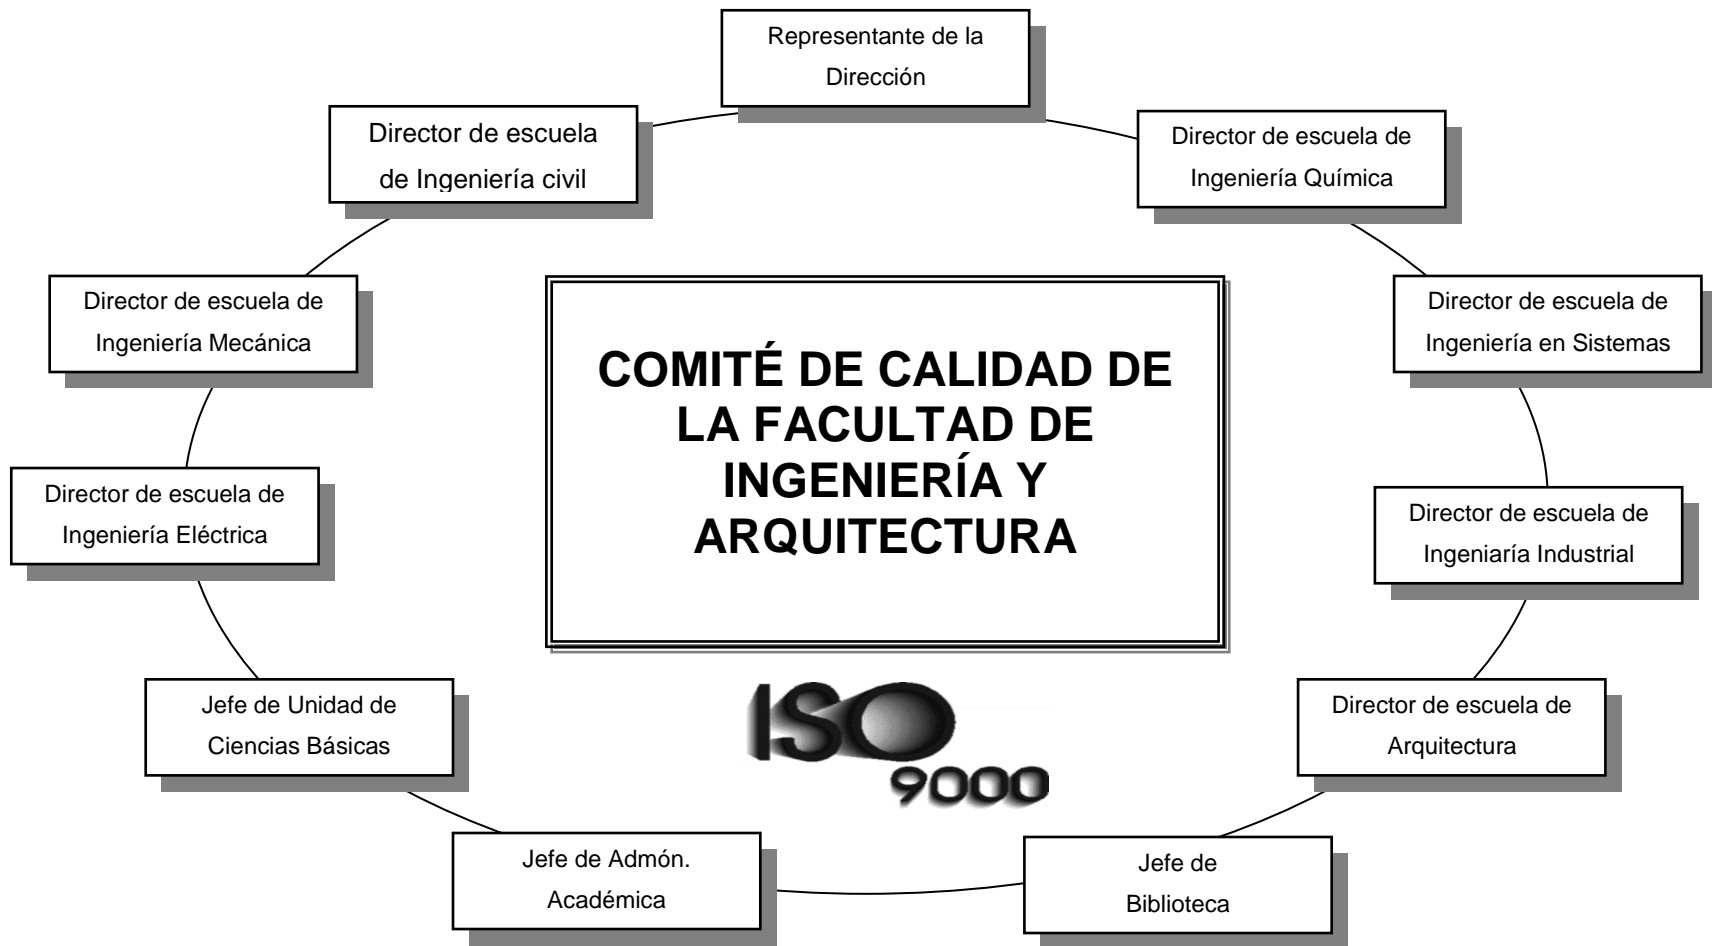 Representante de la
Dirección
Director de escuela
de Ingeniería civil
Director de escuela de
Ingeniería Química
Director de escuela de
Ingeniería Mecánica
Director de escuela de
Ingeniería en Sistemas
COMITÉ DE CALIDAD DE
LA FACULTAD DE
INGENIERÍA Y
ARQUITECTURA
Director de escuela de
Ingeniería Eléctrica
Director de escuela de
Ingeniaría Industrial
Jefe de Unidad de
Ciencias Básicas
Director de escuela de
Arquitectura
ISO
9000
Jefe de Admón.
Académica
Jefe de
Biblioteca